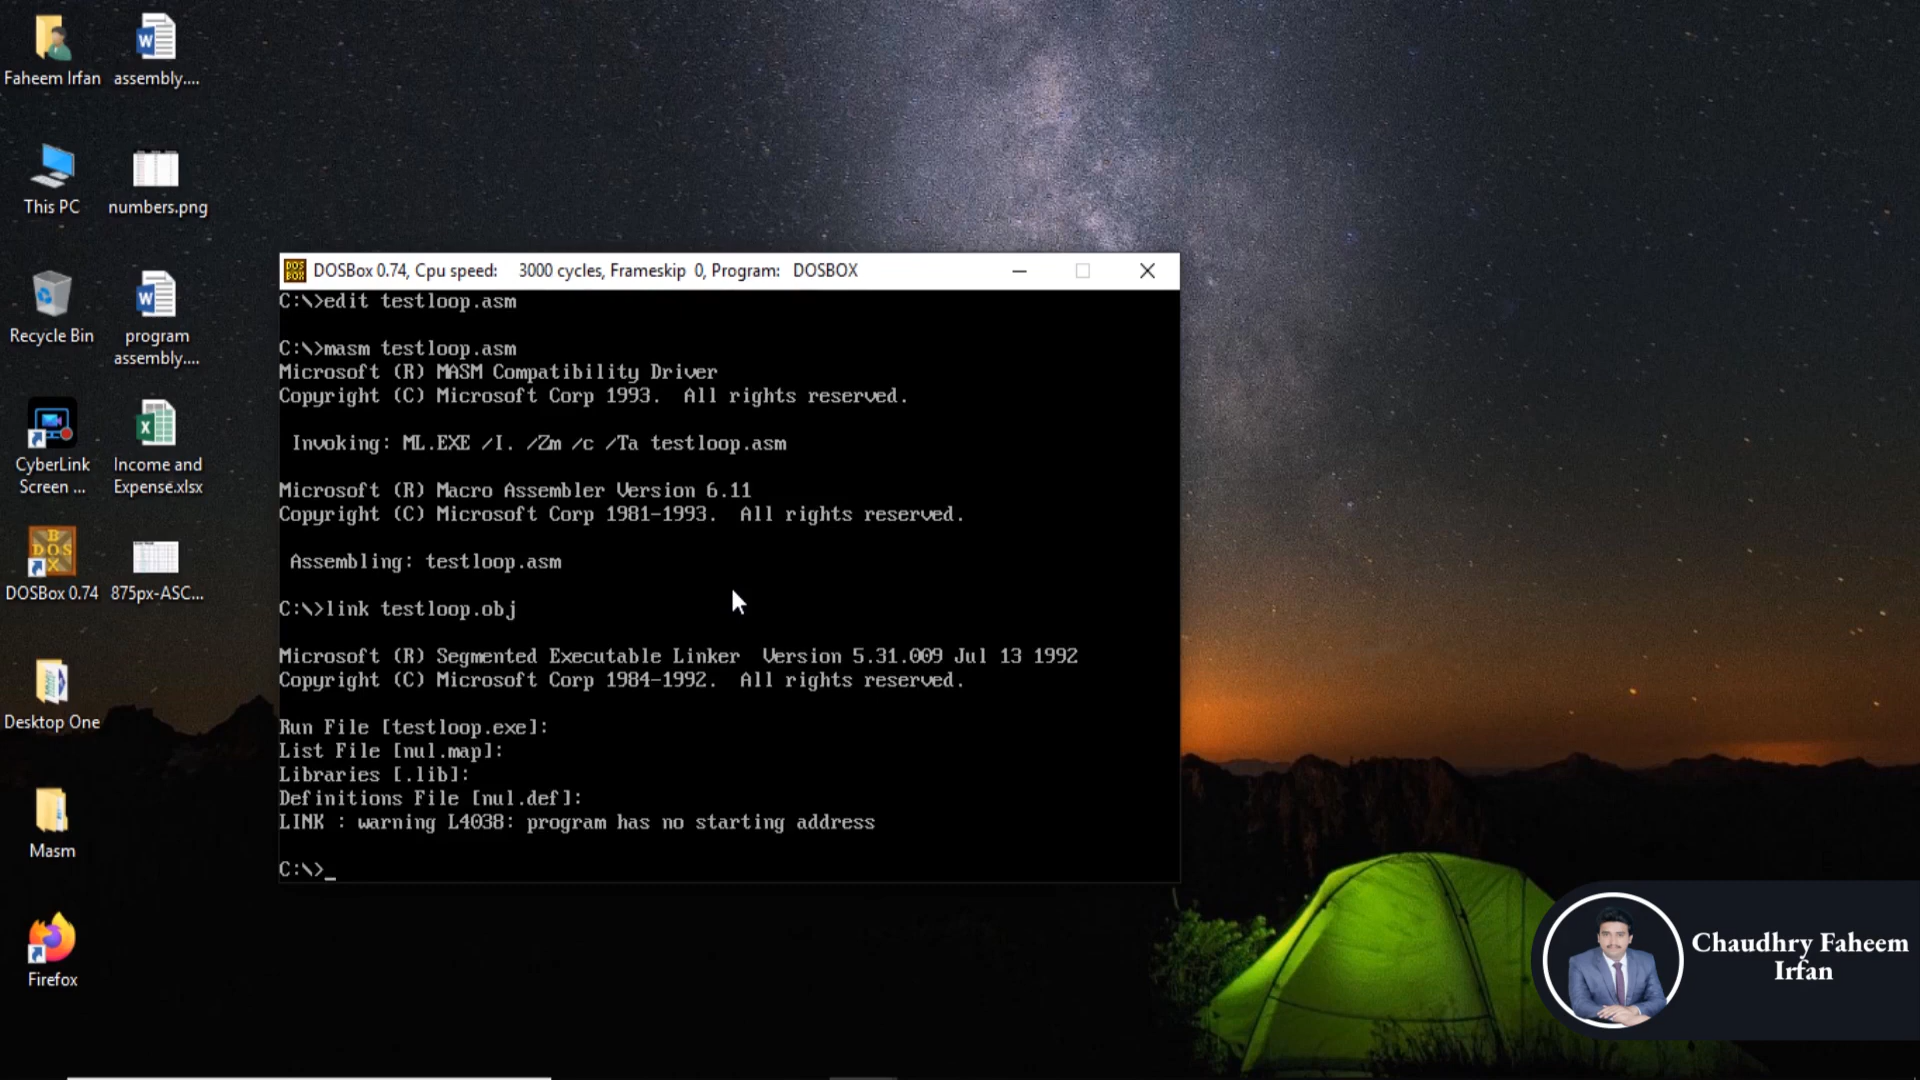 Faheem Irfan
assembly....
This PC
numbers.png
Recycle Bin
program
assembly....
CyberLink
Screen ...
Income and
Expense.xlsx
DOSBox 0.74
875px-ASC...
Desktop One
Masm
Firefox
DOSBox 0.74, Cpu speed: 3000 cycles, Frameskip 0, Program: DOSBOX
C:\>edit testloop.asm
C:\>masm testloop.asm
Microsoft (R) MASM Compatibility Driver
Copyright (C) Microsoft Corp 1993. All rights reserved.
Invoking: ML.EXE /I. /Zm /c /Ta testloop.asm
Microsoft (R) Macro Assembler Version 6.11
Copyright (C) Microsoft Corp 1981-1993. All rights reserved.
Assembling: testloop.asm
C:\>link testloop.obj
Microsoft (R) Segmented Executable Linker Version 5.31.009 Jul 13 1992
Copyright (C) Microsoft Corp 1984-1992. All rights reserved.
Run File [testloop.exe]:
List File [nul.map]:
Libraries [.lib]:
Definitions File [nul.def]:
LINK : warning L4038: program has no starting address
C:\>_
Chaudhry Faheem
Irfan